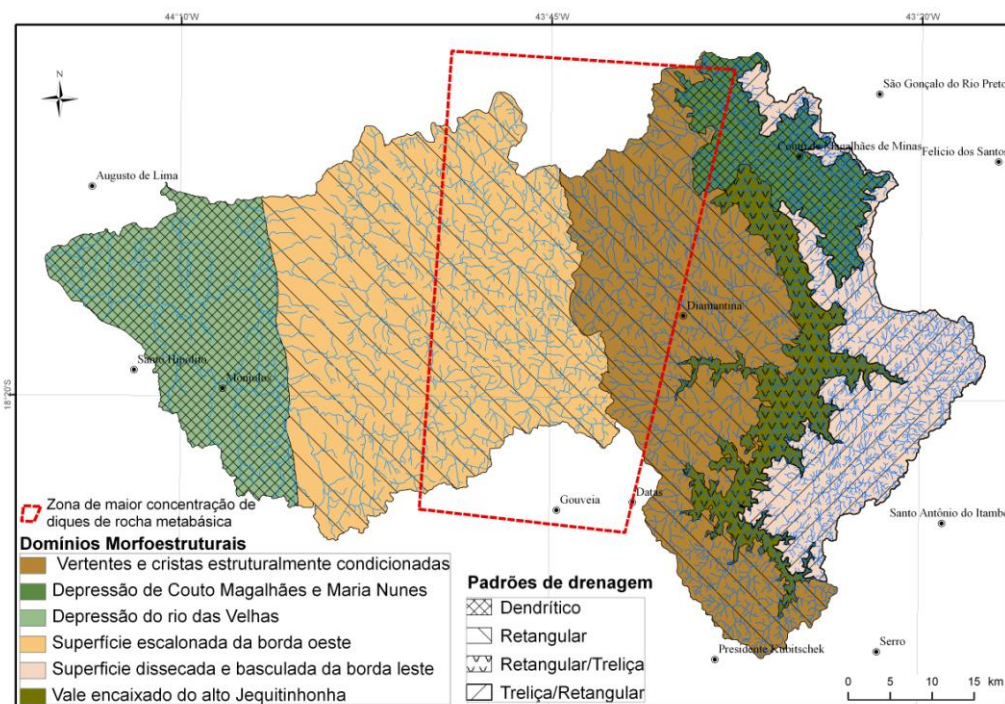 44°10'W 43°45'W 43°20'W
N
São Gonçalo do Rio Preto
Couto de Magalhães de Minas
Felício dos Santos
Augusto de Lima
Diamantina
Santo Hipólito
Monjolos
18°20'S
Gouveia
Datas
Santo Antônio do Itambé
Serro
Presidente Kubitschek
Zona de maior concentração de
diques de rocha metabásica
Domínios Morfoestruturais
Vertentes e cristas estruturalmente condicionadas
Depressão de Couto Magalhães e Maria Nunes
Depressão do rio das Velhas
Superfície escalonada da borda oeste
Superfície dissecada e basculada da borda leste
Vale encaixado do alto Jequitinhonha
Padrões de drenagem
Dendrítico
Retangular
Retangular/Treliça
Treliça/Retangular
0 5 10 15 km